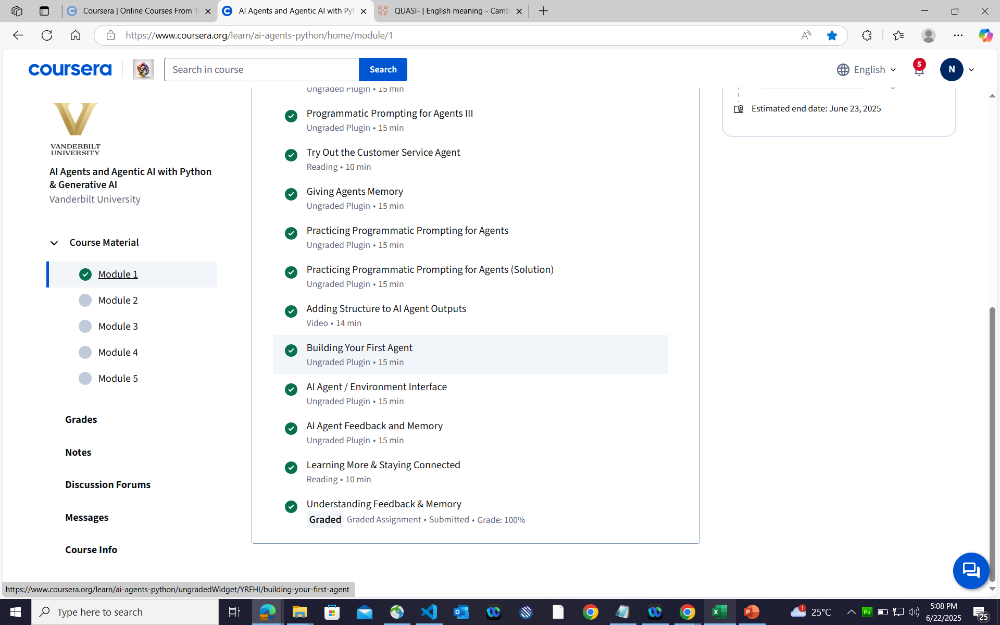 Coursera | Online Courses From T
AI Agents and Agentic AI with Pyt
QUASI- | English meaning - Camb
https://www.coursera.org/learn/ai-agents-python/home/module/1
coursera
Search in course
Search
English
5
N
VANDERBILT
UNIVERSITY
AI Agents and Agentic AI with Python
& Generative AI
Vanderbilt University
Course Material
Module 1
Module 2
Module 3
Module 4
Module 5
Grades
Notes
Discussion Forums
Messages
Course Info
Ungraded Plugin • 15 min
Programmatic Prompting for Agents III
Ungraded Plugin • 15 min
Try Out the Customer Service Agent
Reading • 10 min
Giving Agents Memory
Ungraded Plugin • 15 min
Practicing Programmatic Prompting for Agents
Ungraded Plugin • 15 min
Practicing Programmatic Prompting for Agents (Solution)
Ungraded Plugin • 15 min
Adding Structure to AI Agent Outputs
Video • 14 min
Building Your First Agent
Ungraded Plugin • 15 min
AI Agent / Environment Interface
Ungraded Plugin • 15 min
AI Agent Feedback and Memory
Ungraded Plugin • 15 min
Learning More & Staying Connected
Reading • 10 min
Understanding Feedback & Memory
Graded Graded Assignment • Submitted • Grade: 100%
Estimated end date: June 23, 2025
https://www.coursera.org/learn/ai-agents-python/ungradedWidget/YRFHI/building-your-first-agent
Type here to search
1
25°C
5:08 PM
6/22/2025
25